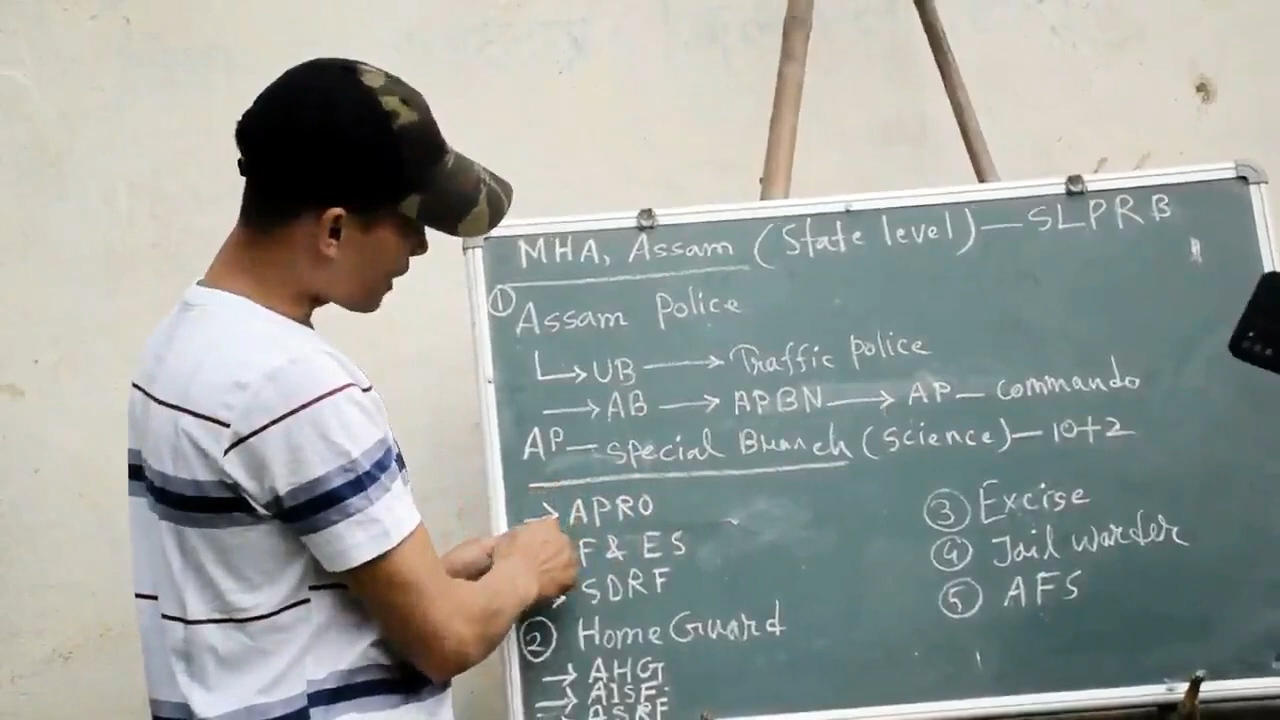 MHA, Assam (State level) — SLPRB
① Assam Police
↳ UB → Traffic police
→ AB → APBN → AP — commando
AP — Special Branch (Science) — 10+2
→ APRO
F & ES
SDRF
② Home Guard
→ AHG
→ AISF
→ ASRF
③ Excise
④ Jail warder
⑤ AFS